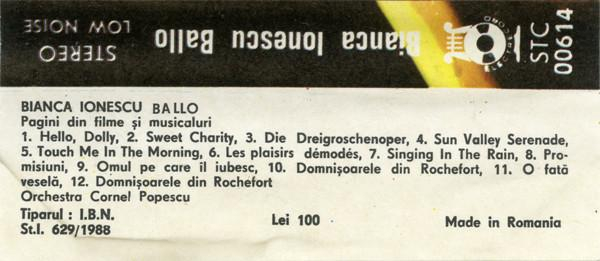 STEREO
LOW NOISE
Bianca Ionescu Ballo
ELECTRECORD
STC
00614
BIANCA IONESCU BALLO
Pagini din filme și musicaluri
1. Hello, Dolly, 2. Sweet Charity, 3. Die Dreigroschenoper, 4. Sun Valley Serenade,
5. Touch Me In The Morning, 6. Les plaisirs démodés, 7. Singing In The Rain, 8. Pro-
misiuni, 9. Omul pe care îl iubesc, 10. Domnișoarele din Rochefort, 11. O fată
veselă, 12. Domnișoarele din Rochefort
Orchestra Cornel Popescu
Tiparul : I.B.N. Lei 100 Made in Romania
St.I. 629/1988